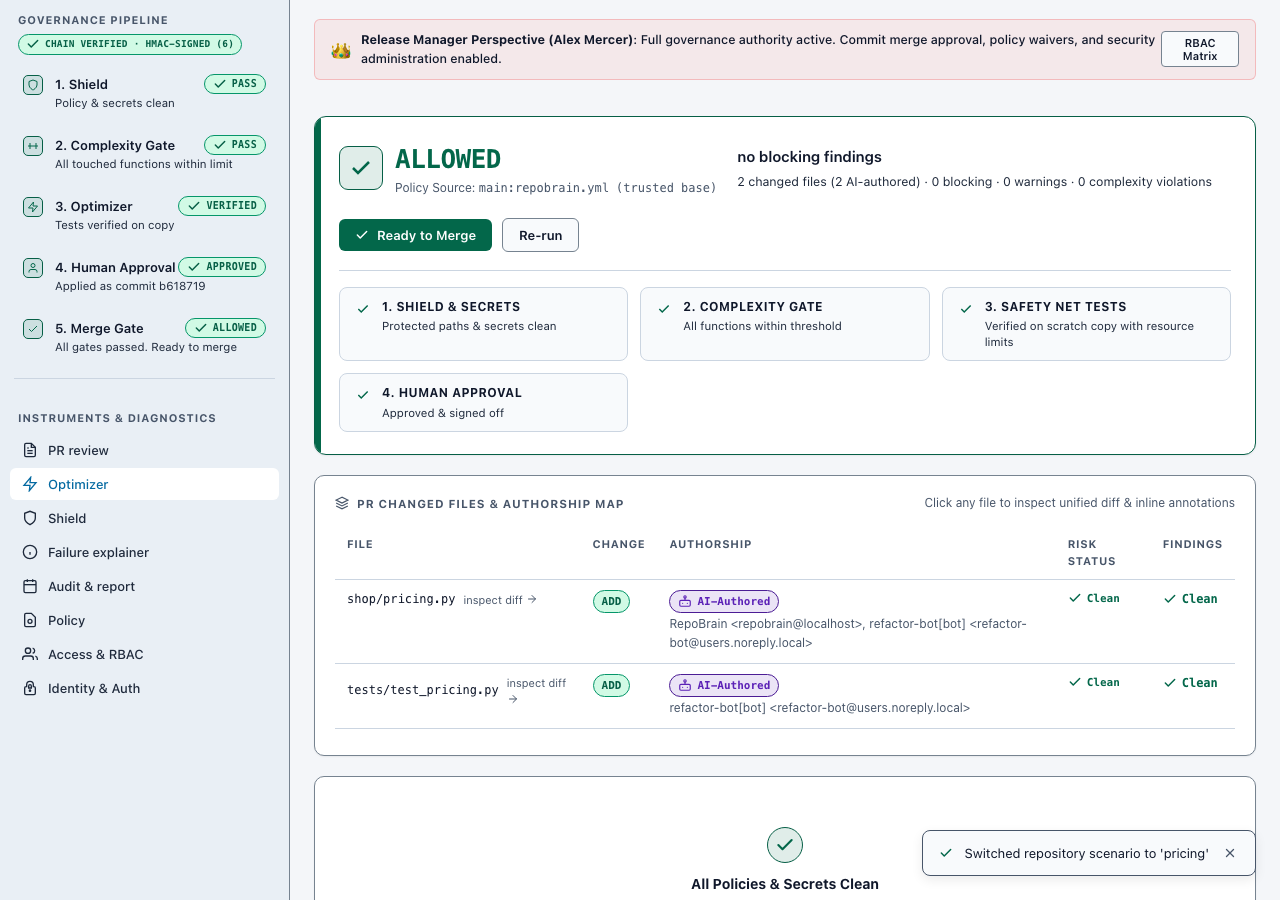 GOVERNANCE PIPELINE
CHAIN VERIFIED · HMAC-SIGNED (6)
1. Shield
PASS
Policy & secrets clean
2. Complexity Gate
PASS
All touched functions within limit
3. Optimizer
VERIFIED
Tests verified on copy
4. Human Approval
APPROVED
Applied as commit b618719
5. Merge Gate
ALLOWED
All gates passed. Ready to merge
INSTRUMENTS & DIAGNOSTICS
PR review
Optimizer
Shield
Failure explainer
Audit & report
Policy
Access & RBAC
Identity & Auth
Release Manager Perspective (Alex Mercer): Full governance authority active. Commit merge approval, policy waivers, and security
administration enabled.
RBAC
Matrix
ALLOWED
Policy Source: main:repobrain.yml (trusted base)
no blocking findings
2 changed files (2 AI-authored) · 0 blocking · 0 warnings · 0 complexity violations
Ready to Merge
Re-run
1. SHIELD & SECRETS
Protected paths & secrets clean
2. COMPLEXITY GATE
All functions within threshold
3. SAFETY NET TESTS
Verified on scratch copy with resource
limits
4. HUMAN APPROVAL
Approved & signed off
PR CHANGED FILES & AUTHORSHIP MAP
Click any file to inspect unified diff & inline annotations
FILE
CHANGE
AUTHORSHIP
RISK
STATUS
FINDINGS
shop/pricing.py inspect diff →
ADD
AI-Authored
RepoBrain <repobrain@localhost>, refactor-bot[bot] <refactor-
bot@users.noreply.local>
Clean
Clean
tests/test_pricing.py inspect diff
→
ADD
AI-Authored
refactor-bot[bot] <refactor-bot@users.noreply.local>
Clean
Clean
All Policies & Secrets Clean
Switched repository scenario to 'pricing'